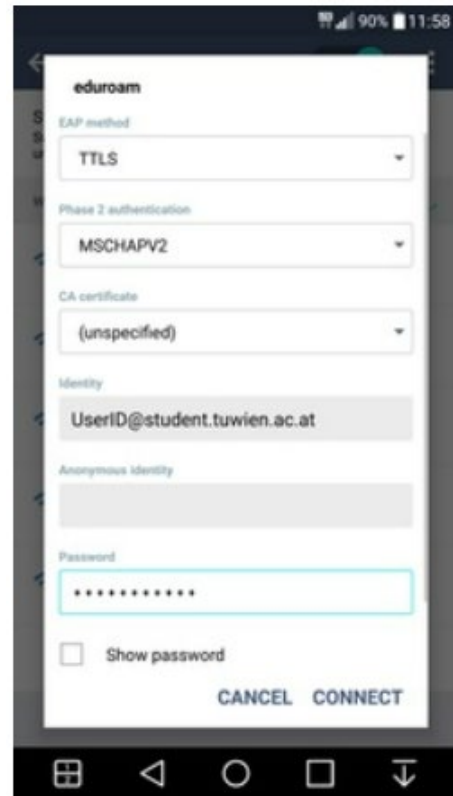 90% 11:58
eduroam
EAP method
TTLS
Phase 2 authentication
MSCHAPV2
CA certificate
(unspecified)
Identity
UserID@student.tuwien.ac.at
Anonymous identity
Password
•••••••••••
Show password
CANCEL CONNECT